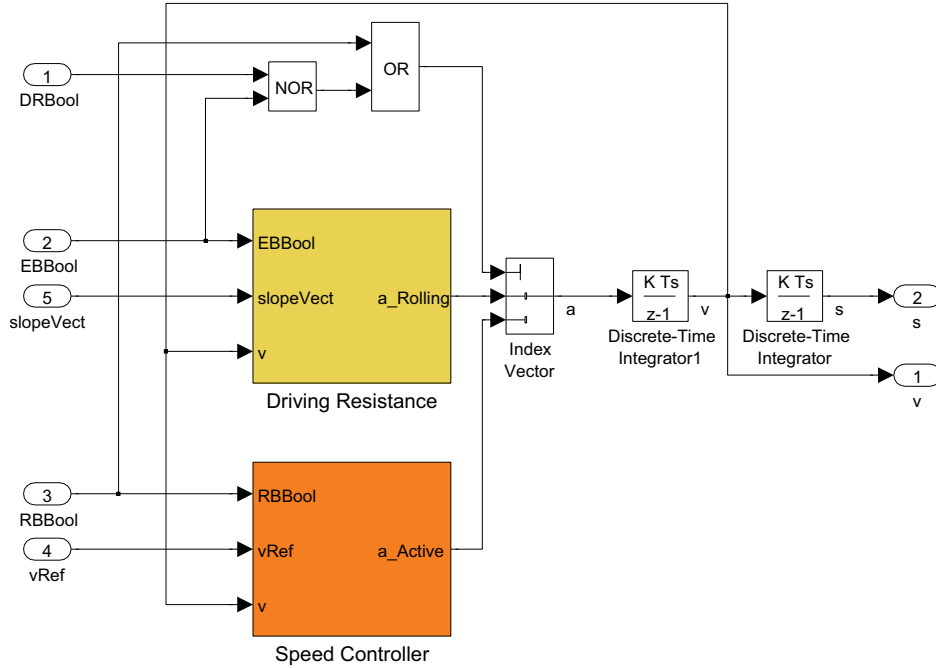 1
DRBool
NOR
OR
2
EBBool
5
slopeVect
EBBool
slopeVect
a_Rolling
v
Driving Resistance
Index
Vector
a
K Ts
z-1
v
Discrete-Time
Integrator1
K Ts
z-1
s
Discrete-Time
Integrator
2
s
1
v
3
RBBool
4
vRef
RBBool
vRef
a_Active
v
Speed Controller